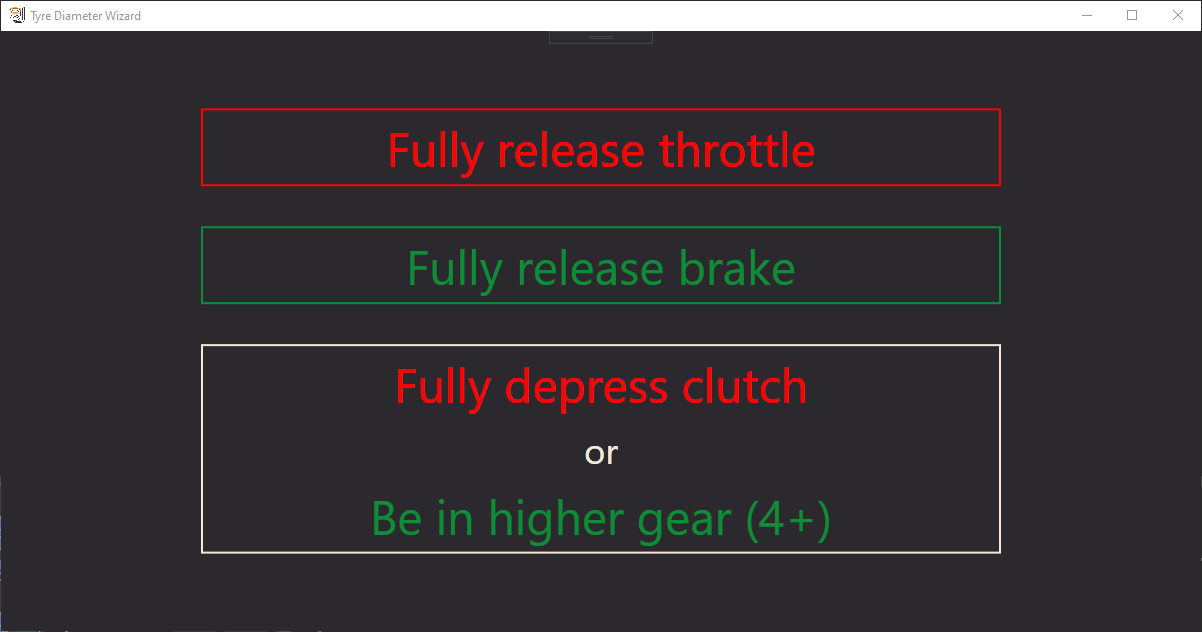 Tyre Diameter Wizard
Fully release throttle
Fully release brake
Fully depress clutch
or
Be in higher gear (4+)